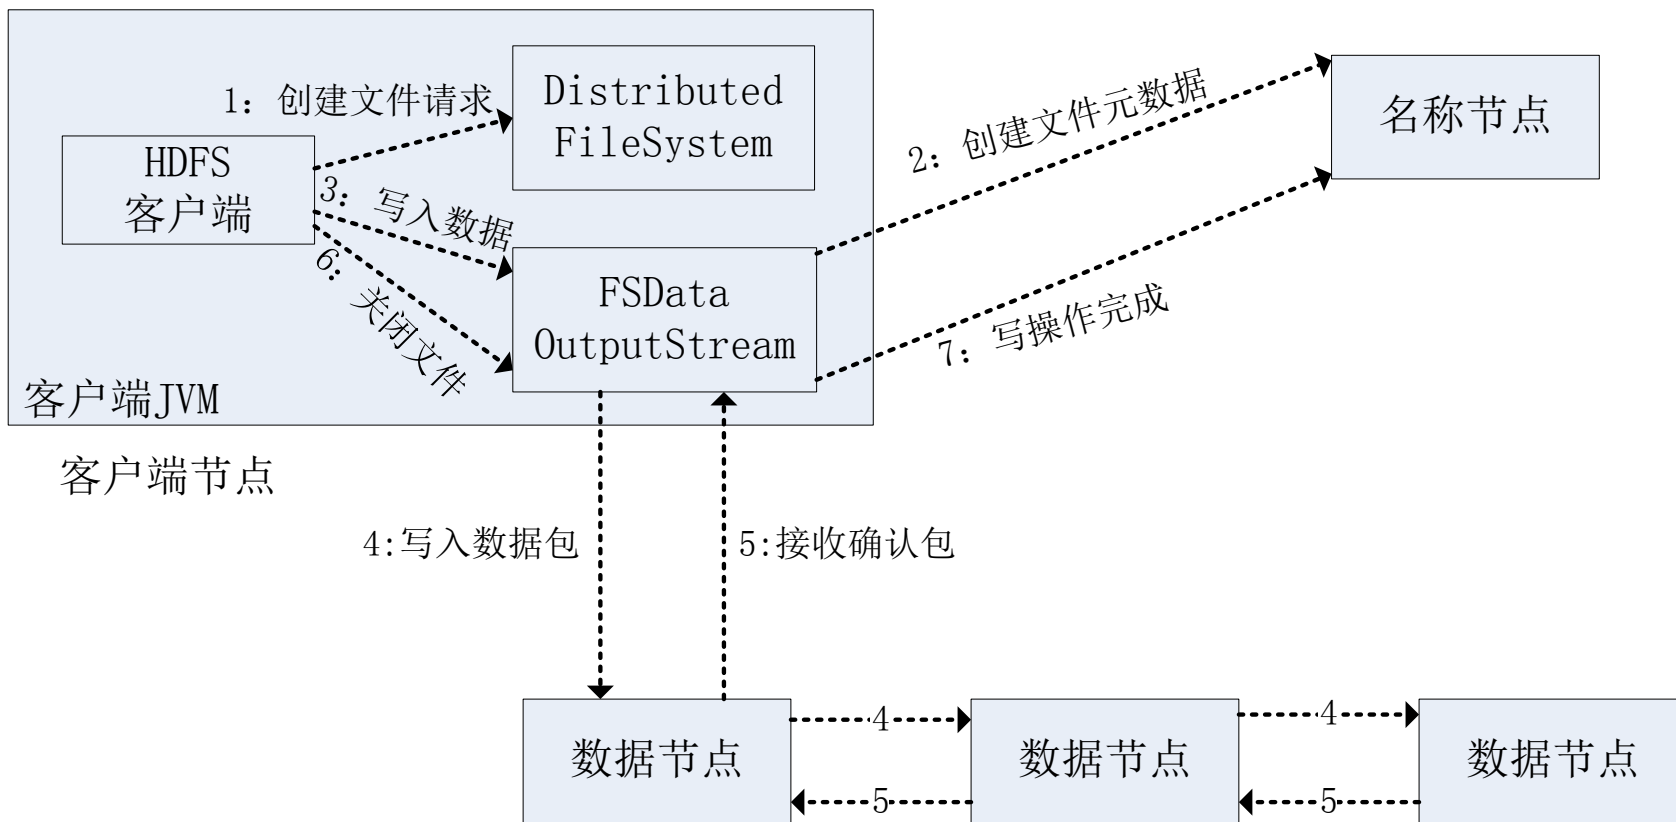 1: 创建文件请求
Distributed
FileSystem
HDFS
客户端
3: 写入数据
6: 关闭文件
FSData
OutputStream
客户端JVM
客户端节点
2: 创建文件元数据
7: 写操作完成
名称节点
4:写入数据包
5:接收确认包
数据节点
4
5
数据节点
4
5
数据节点